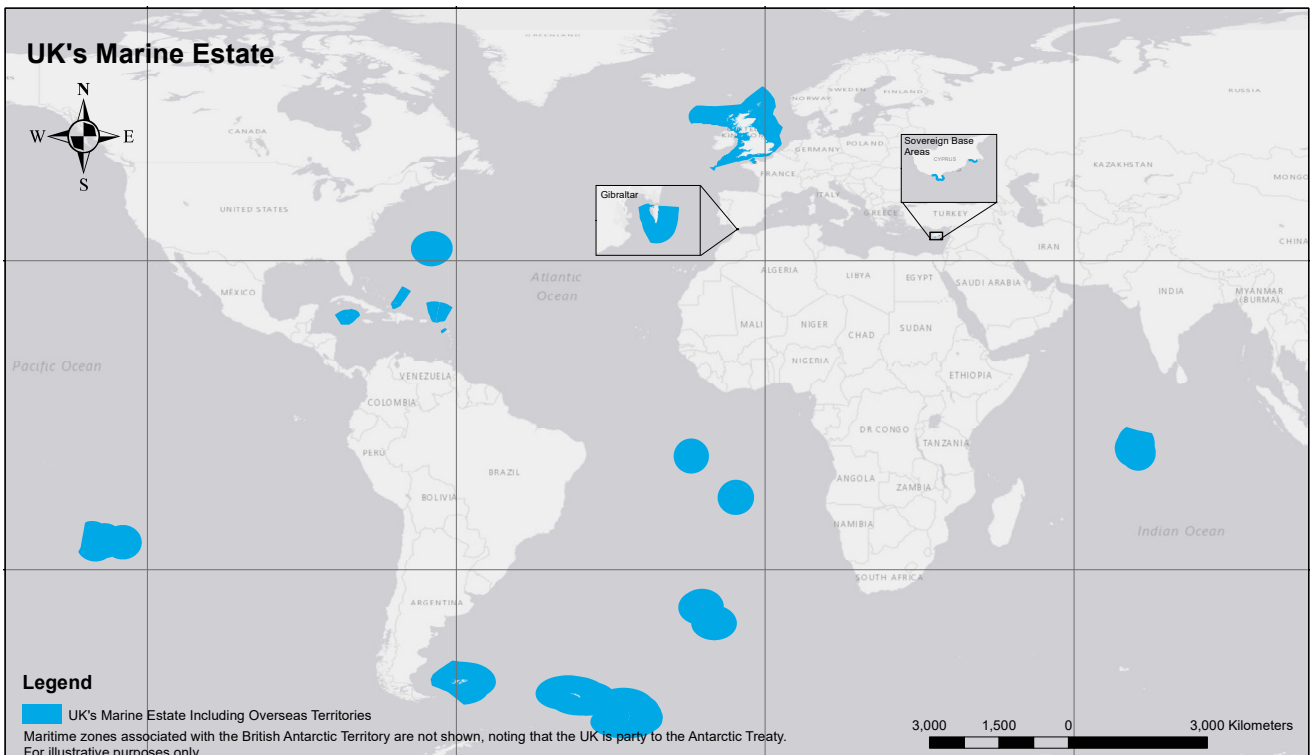 UK's Marine Estate
N
W
E
S
GREENLAND
CANADA
UNITED STATES
MÉXICO
VENEZUELA
COLOMBIA
PERÚ
BRAZIL
BOLIVIA
ARGENTINA
Pacific Ocean
Atlantic
Ocean
NORWAY
SWEDEN
FINLAND
RUSSIA
GERMANY
POLAND
FRANCE
ITALY
GREECE
TURKEY
KAZAKHSTAN
MONGO
CHINA
IRAN
Gibraltar
Sovereign Base
Areas
CYPRUS
ALGERIA
LIBYA
EGYPT
SAUDI ARABIA
INDIA
MYANMAR
(BURMA)
MALI
NIGER
CHAD
SUDAN
NIGERIA
ETHIOPIA
DR CONGO
TANZANIA
ANGOLA
ZAMBIA
NAMIBIA
SOUTH AFRICA
Indian Ocean
Legend
UK's Marine Estate Including Overseas Territories
Maritime zones associated with the British Antarctic Territory are not shown, noting that the UK is party to the Antarctic Treaty.
For illustrative purposes only
3,000 1,500 0 3,000 Kilometers